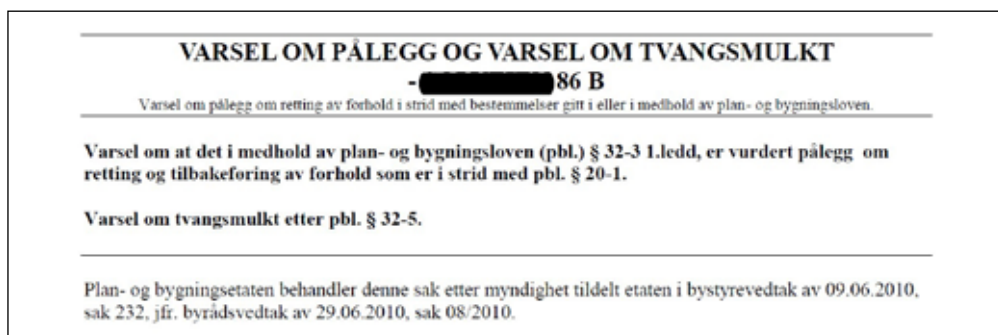 VARSEL OM PÅLEGG OG VARSEL OM TVANGSMULKT
- 86 B
Varsel om pålegg om retting av forhold i strid med bestemmelser gitt i eller i medhold av plan- og bygningsloven.
Varsel om at det i medhold av plan- og bygningsloven (pbl.) § 32-3 1.ledd, er vurdert pålegg om
retting og tilbakeføring av forhold som er i strid med pbl. § 20-1.
Varsel om tvangsmulkt etter pbl. § 32-5.
Plan- og bygningsetaten behandler denne sak etter myndighet tildelt etaten i bystyrevedtak av 09.06.2010,
sak 232, jfr. byrådsvedtak av 29.06.2010, sak 08/2010.